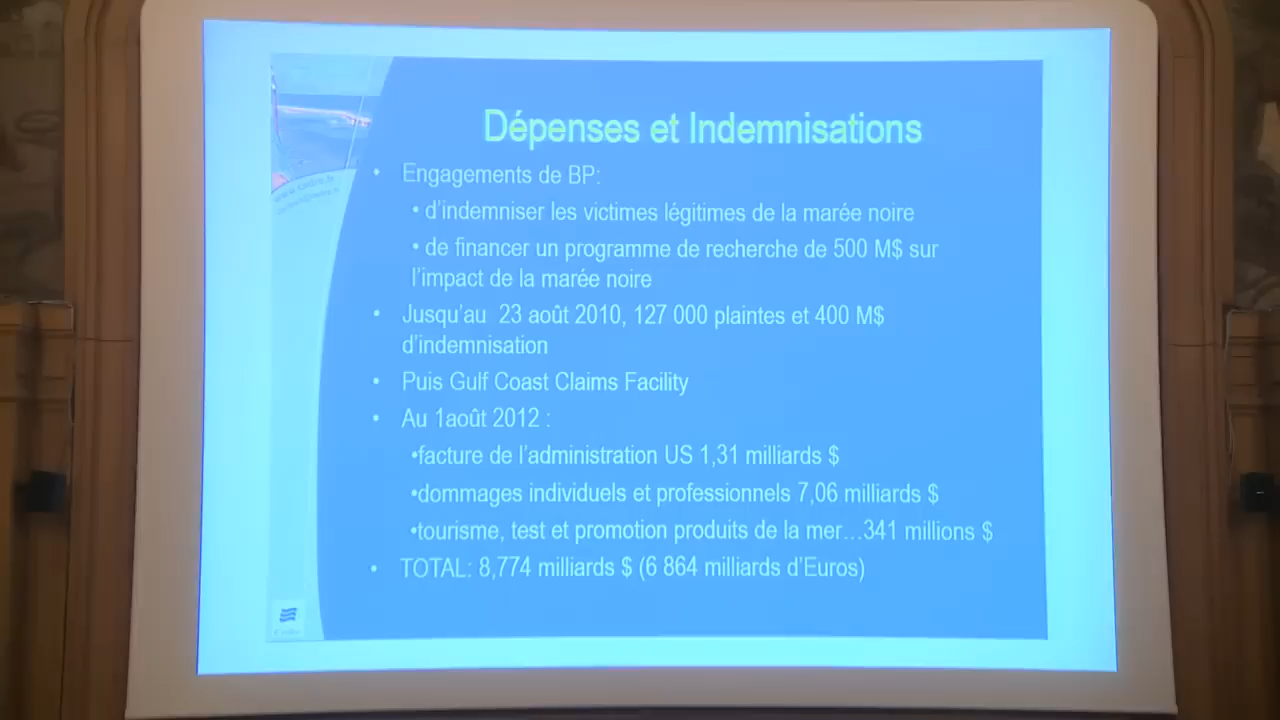 Dépenses et Indemnisations
• Engagements de BP:
• d'indemniser les victimes légitimes de la marée noire
• de financer un programme de recherche de 500 M$ sur
l'impact de la marée noire
• Jusqu'au 23 août 2010, 127 000 plaintes et 400 M$
d'indemnisation
• Puis Gulf Coast Claims Facility
• Au 1août 2012 :
•facture de l'administration US 1,31 milliards $
•dommages individuels et professionnels 7,06 milliards $
•tourisme, test et promotion produits de la mer…341 millions $
• TOTAL: 8,774 milliards $ (6 864 milliards d'Euros)
www.cedre.fr